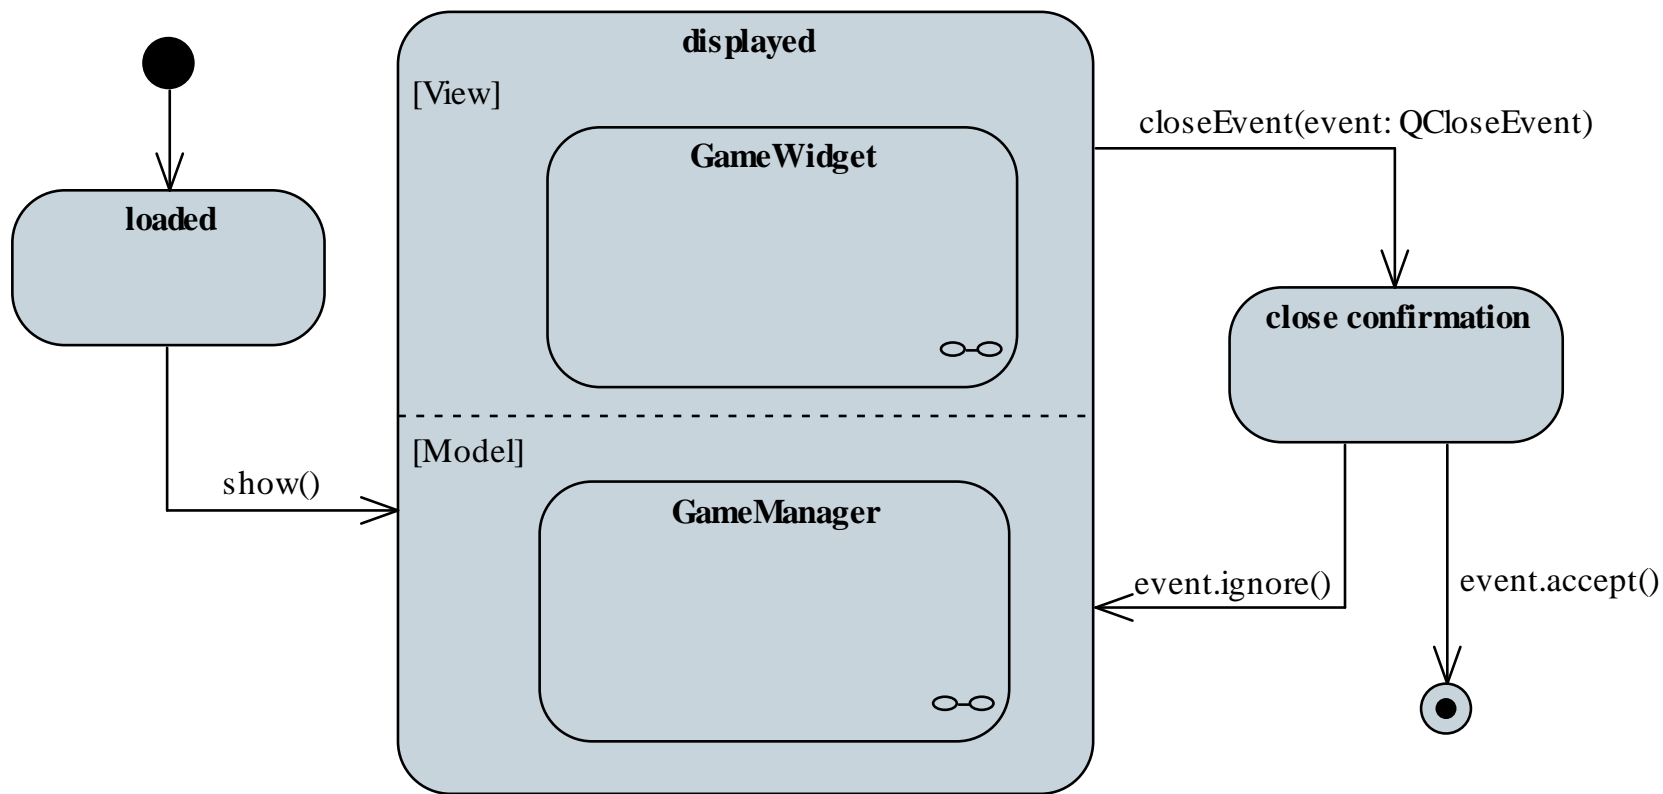 displayed
[View]
closeEvent(event: QCloseEvent)
GameWidget
loaded
close confirmation
[Model]
show()
GameManager
event.ignore()
event.accept()